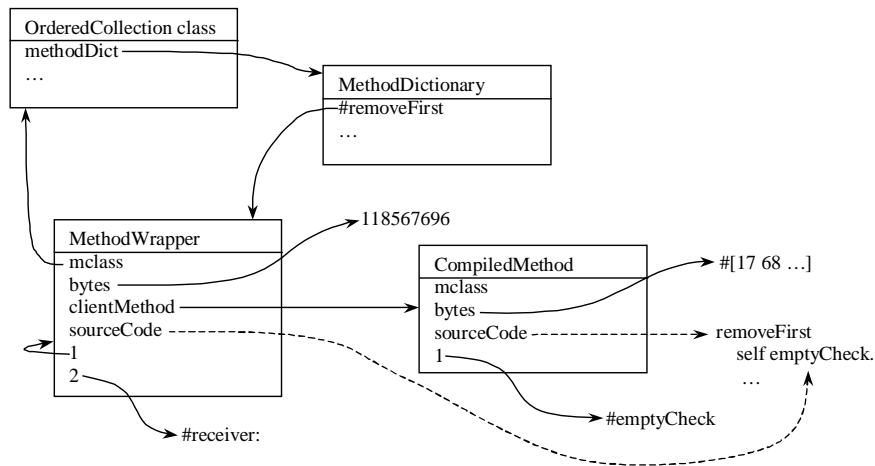 OrderedCollection class
methodDict
…
MethodDictionary
#removeFirst
…
MethodWrapper
mclass
bytes
clientMethod
sourceCode
1
2
118567696
#receiver:
CompiledMethod
mclass
bytes
sourceCode
1
#[17 68 …]
removeFirst
self emptyCheck.
…
#emptyCheck